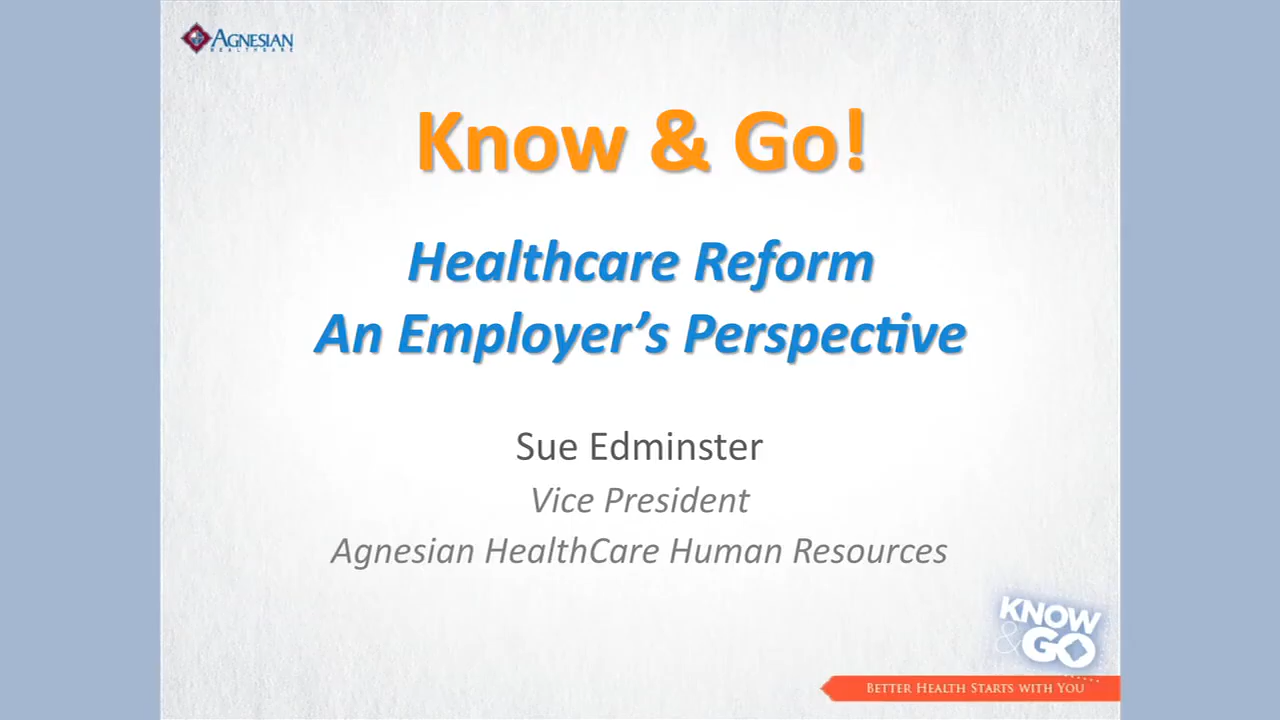 AGNESIAN
HEALTHCARE
Know & Go!
Healthcare Reform
An Employer’s Perspective
Sue Edminster
Vice President
Agnesian HealthCare Human Resources
KNOW
& GO
BETTER HEALTH STARTS WITH YOU